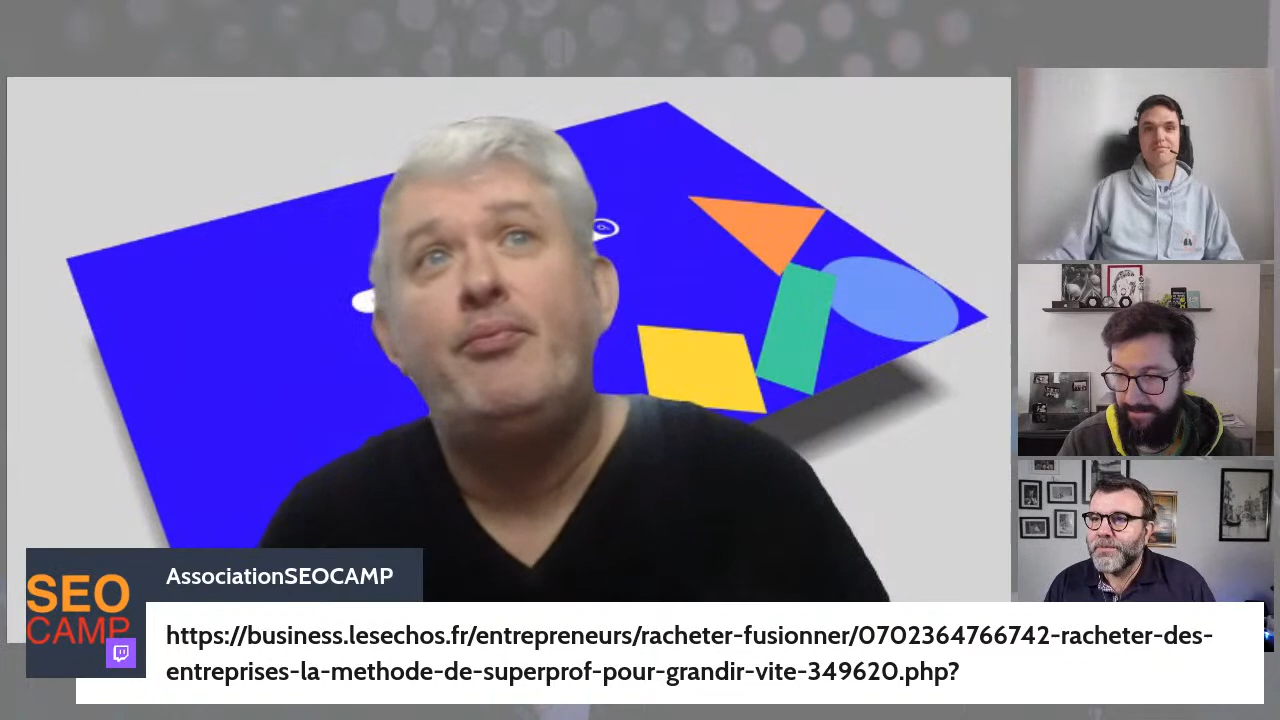 SEO
CAMP
AssociationSEOCAMP
https://business.lesechos.fr/entrepreneurs/racheter-fusionner/0702364766742-racheter-des-
entreprises-la-methode-de-superprof-pour-grandir-vite-349620.php?